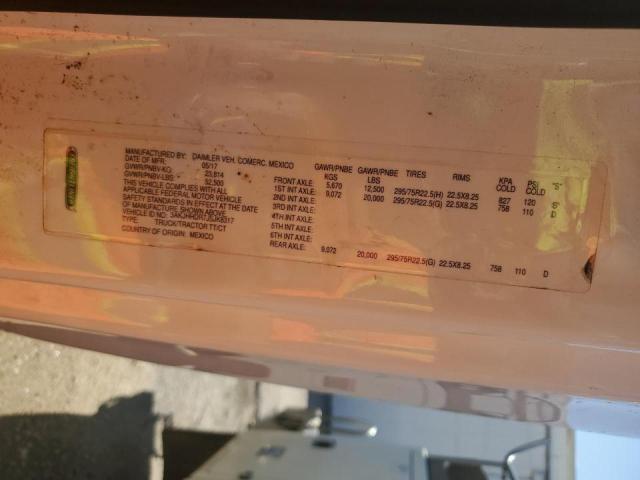 MANUFACTURED BY: DAIMLER VEH. COMERC. MEXICO
DATE OF MFR: 05/17
GVWR/PNBV-KG: 23,814
GVWR/PNBV-LBS: 52,500
THIS VEHICLE COMPLIES WITH ALL
APPLICABLE FEDERAL MOTOR VEHICLE
SAFETY STANDARDS IN EFFECT AT THE DATE
OF MANUFACTURE SHOWN ABOVE
VEHICLE ID NO.:
TYPE: TRUCK/TRACTOR TT/CT
COUNTRY OF ORIGIN: MEXICO
GAWR/PNBE KGS GAWR/PNBE LBS TIRES RIMS KPA COLD PSI COLD
FRONT AXLE: 5,670 12,500 295/75R22.5(H) 22.5X8.25 827 120 S
1ST INT AXLE: 9,072 20,000 295/75R22.5(G) 22.5X8.25 758 110 D
2ND INT AXLE:
3RD INT AXLE:
4TH INT AXLE:
5TH INT AXLE:
6TH INT AXLE:
REAR AXLE: 9,072 20,000 295/75R22.5(G) 22.5X8.25 758 110 D